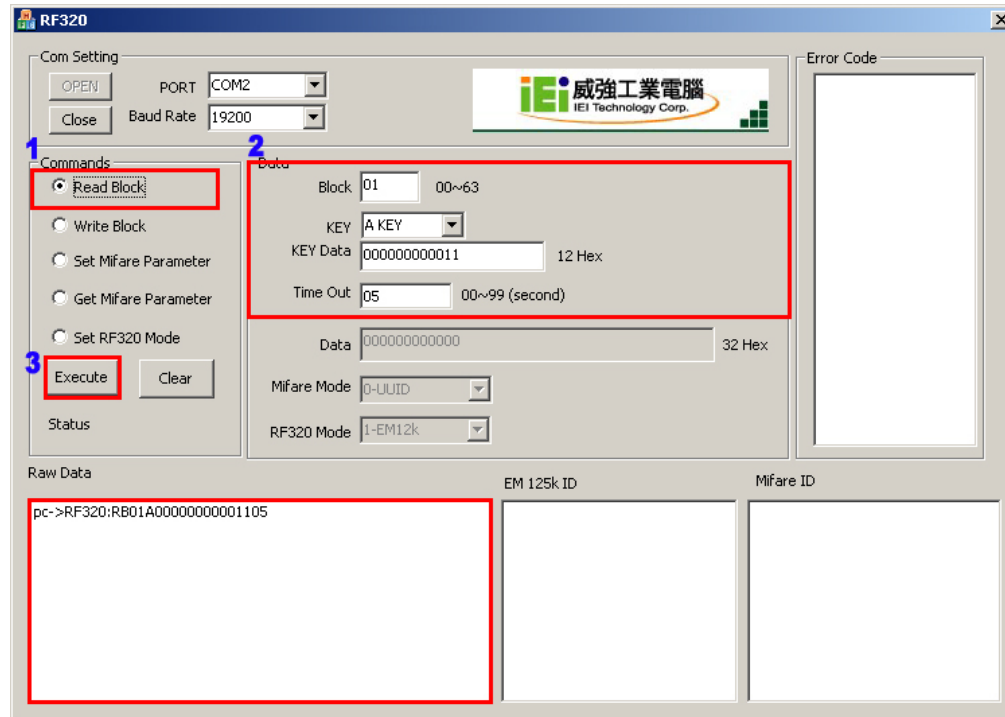 RF320
Com Setting
OPEN
PORT COM2
Close
Baud Rate 19200
iEi 威強工業電腦
IEI Technology Corp.
Error Code
1
Commands
Read Block
Write Block
Set Mifare Parameter
Get Mifare Parameter
Set RF320 Mode
3
Execute
Clear
Status
2
Data
Block 01 00~63
KEY A KEY
KEY Data 000000000011 12 Hex
Time Out 05 00~99 (second)
Data 000000000000 32 Hex
Mifare Mode 0-UUID
RF320 Mode 1-EM12k
Raw Data
pc->RF320:RB01A00000000001105
EM 125k ID
Mifare ID